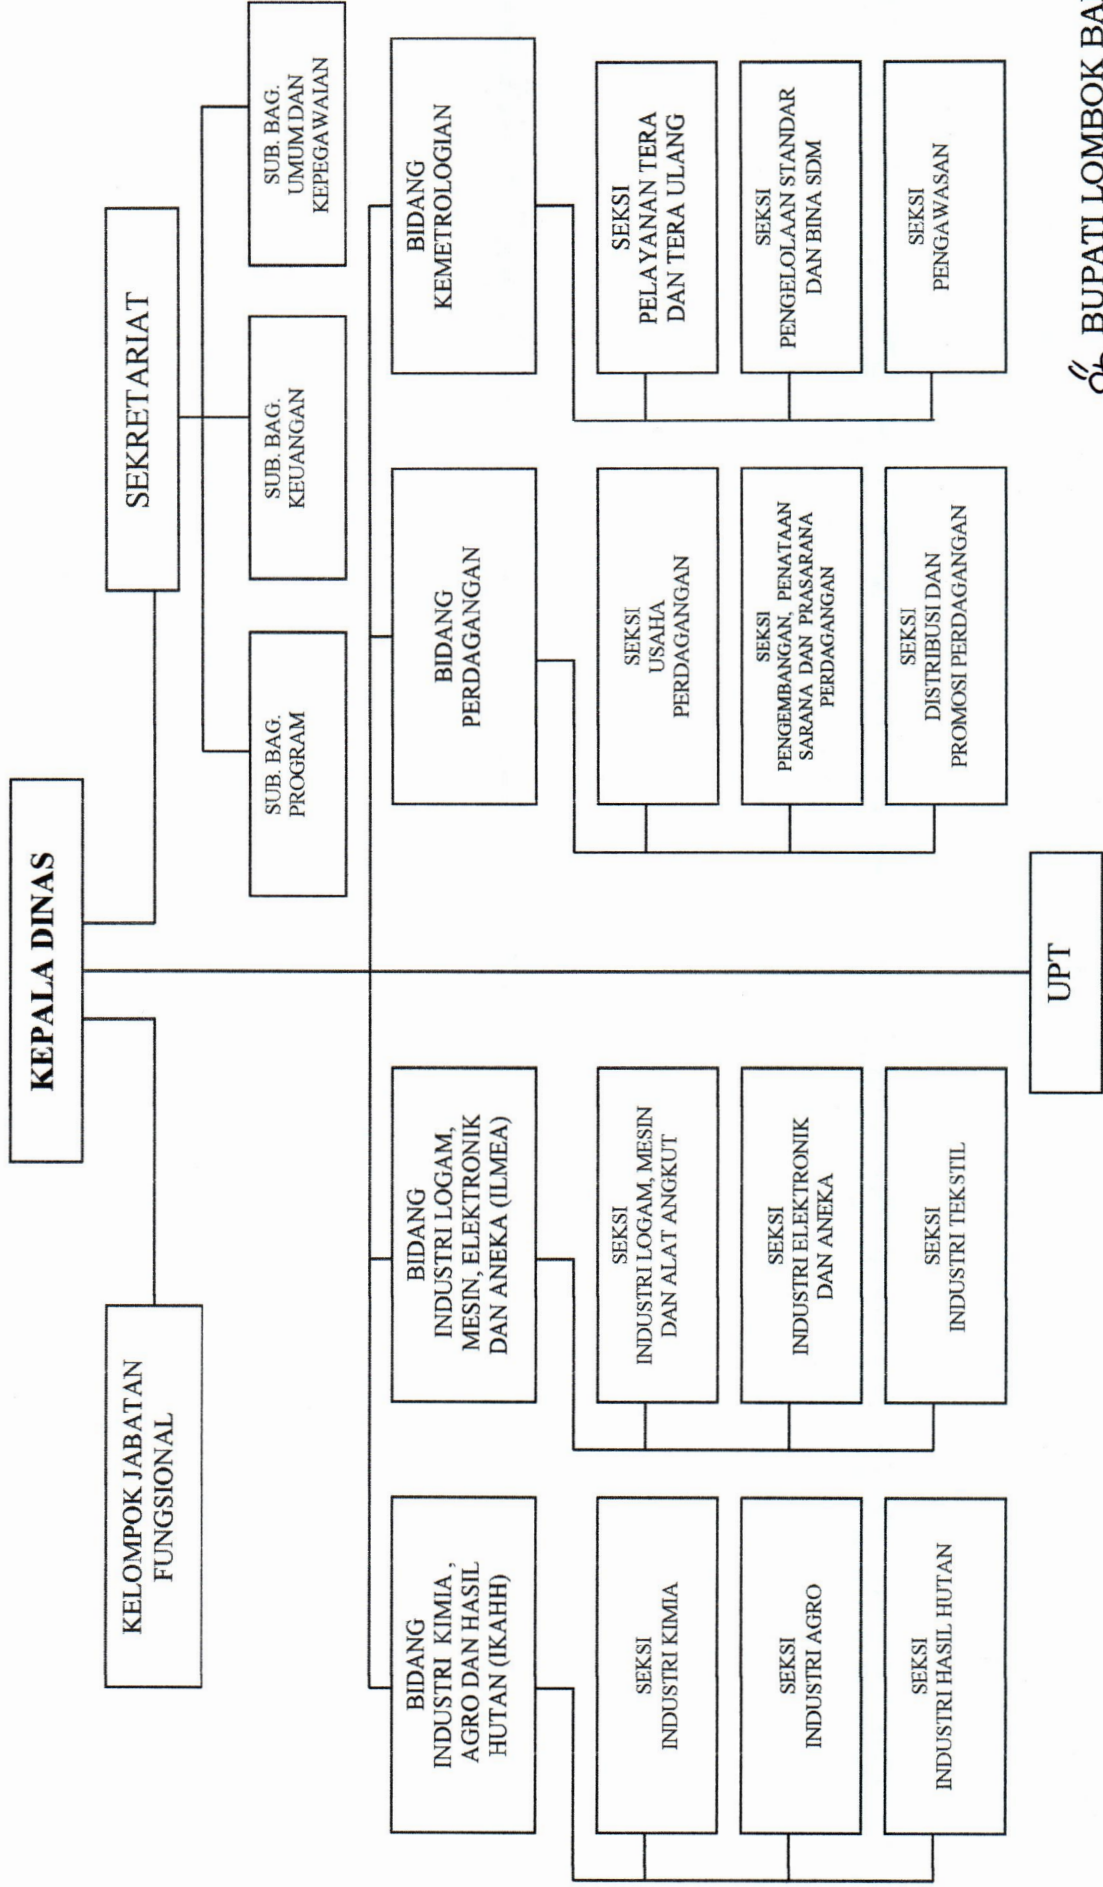 KEPALA DINAS
KELOMPOK JABATAN
FUNGSIONAL
SEKRETARIAT
SUB. BAG.
PROGRAM
SUB. BAG.
KEUANGAN
SUB. BAG.
UMUM DAN
KEPEGAWAIAN
BIDANG
INDUSTRI KIMIA ,
AGRO DAN HASIL
HUTAN (IKAHH)
BIDANG
INDUSTRI LOGAM,
MESIN, ELEKTRONIK
DAN ANEKA (ILMEA)
BIDANG
PERDAGANGAN
BIDANG
KEMETROLOGIAN
SEKSI
INDUSTRI KIMIA
SEKSI
INDUSTRI AGRO
SEKSI
INDUSTRI HASIL HUTAN
SEKSI
INDUSTRI LOGAM, MESIN
DAN ALAT ANGKUT
SEKSI
INDUSTRI ELEKTRONIK
DAN ANEKA
SEKSI
INDUSTRI TEKSTIL
SEKSI
USAHA
PERDAGANGAN
SEKSI
PENGEMBANGAN, PENATAAN
SARANA DAN PRASARANA
PERDAGANGAN
SEKSI
DISTRIBUSI DAN
PROMOSI PERDAGANGAN
SEKSI
PELAYANAN TERA
DAN TERA ULANG
SEKSI
PENGELOLAAN STANDAR
DAN BINA SDM
SEKSI
PENGAWASAN
UPT
BUPATI LOMBOK